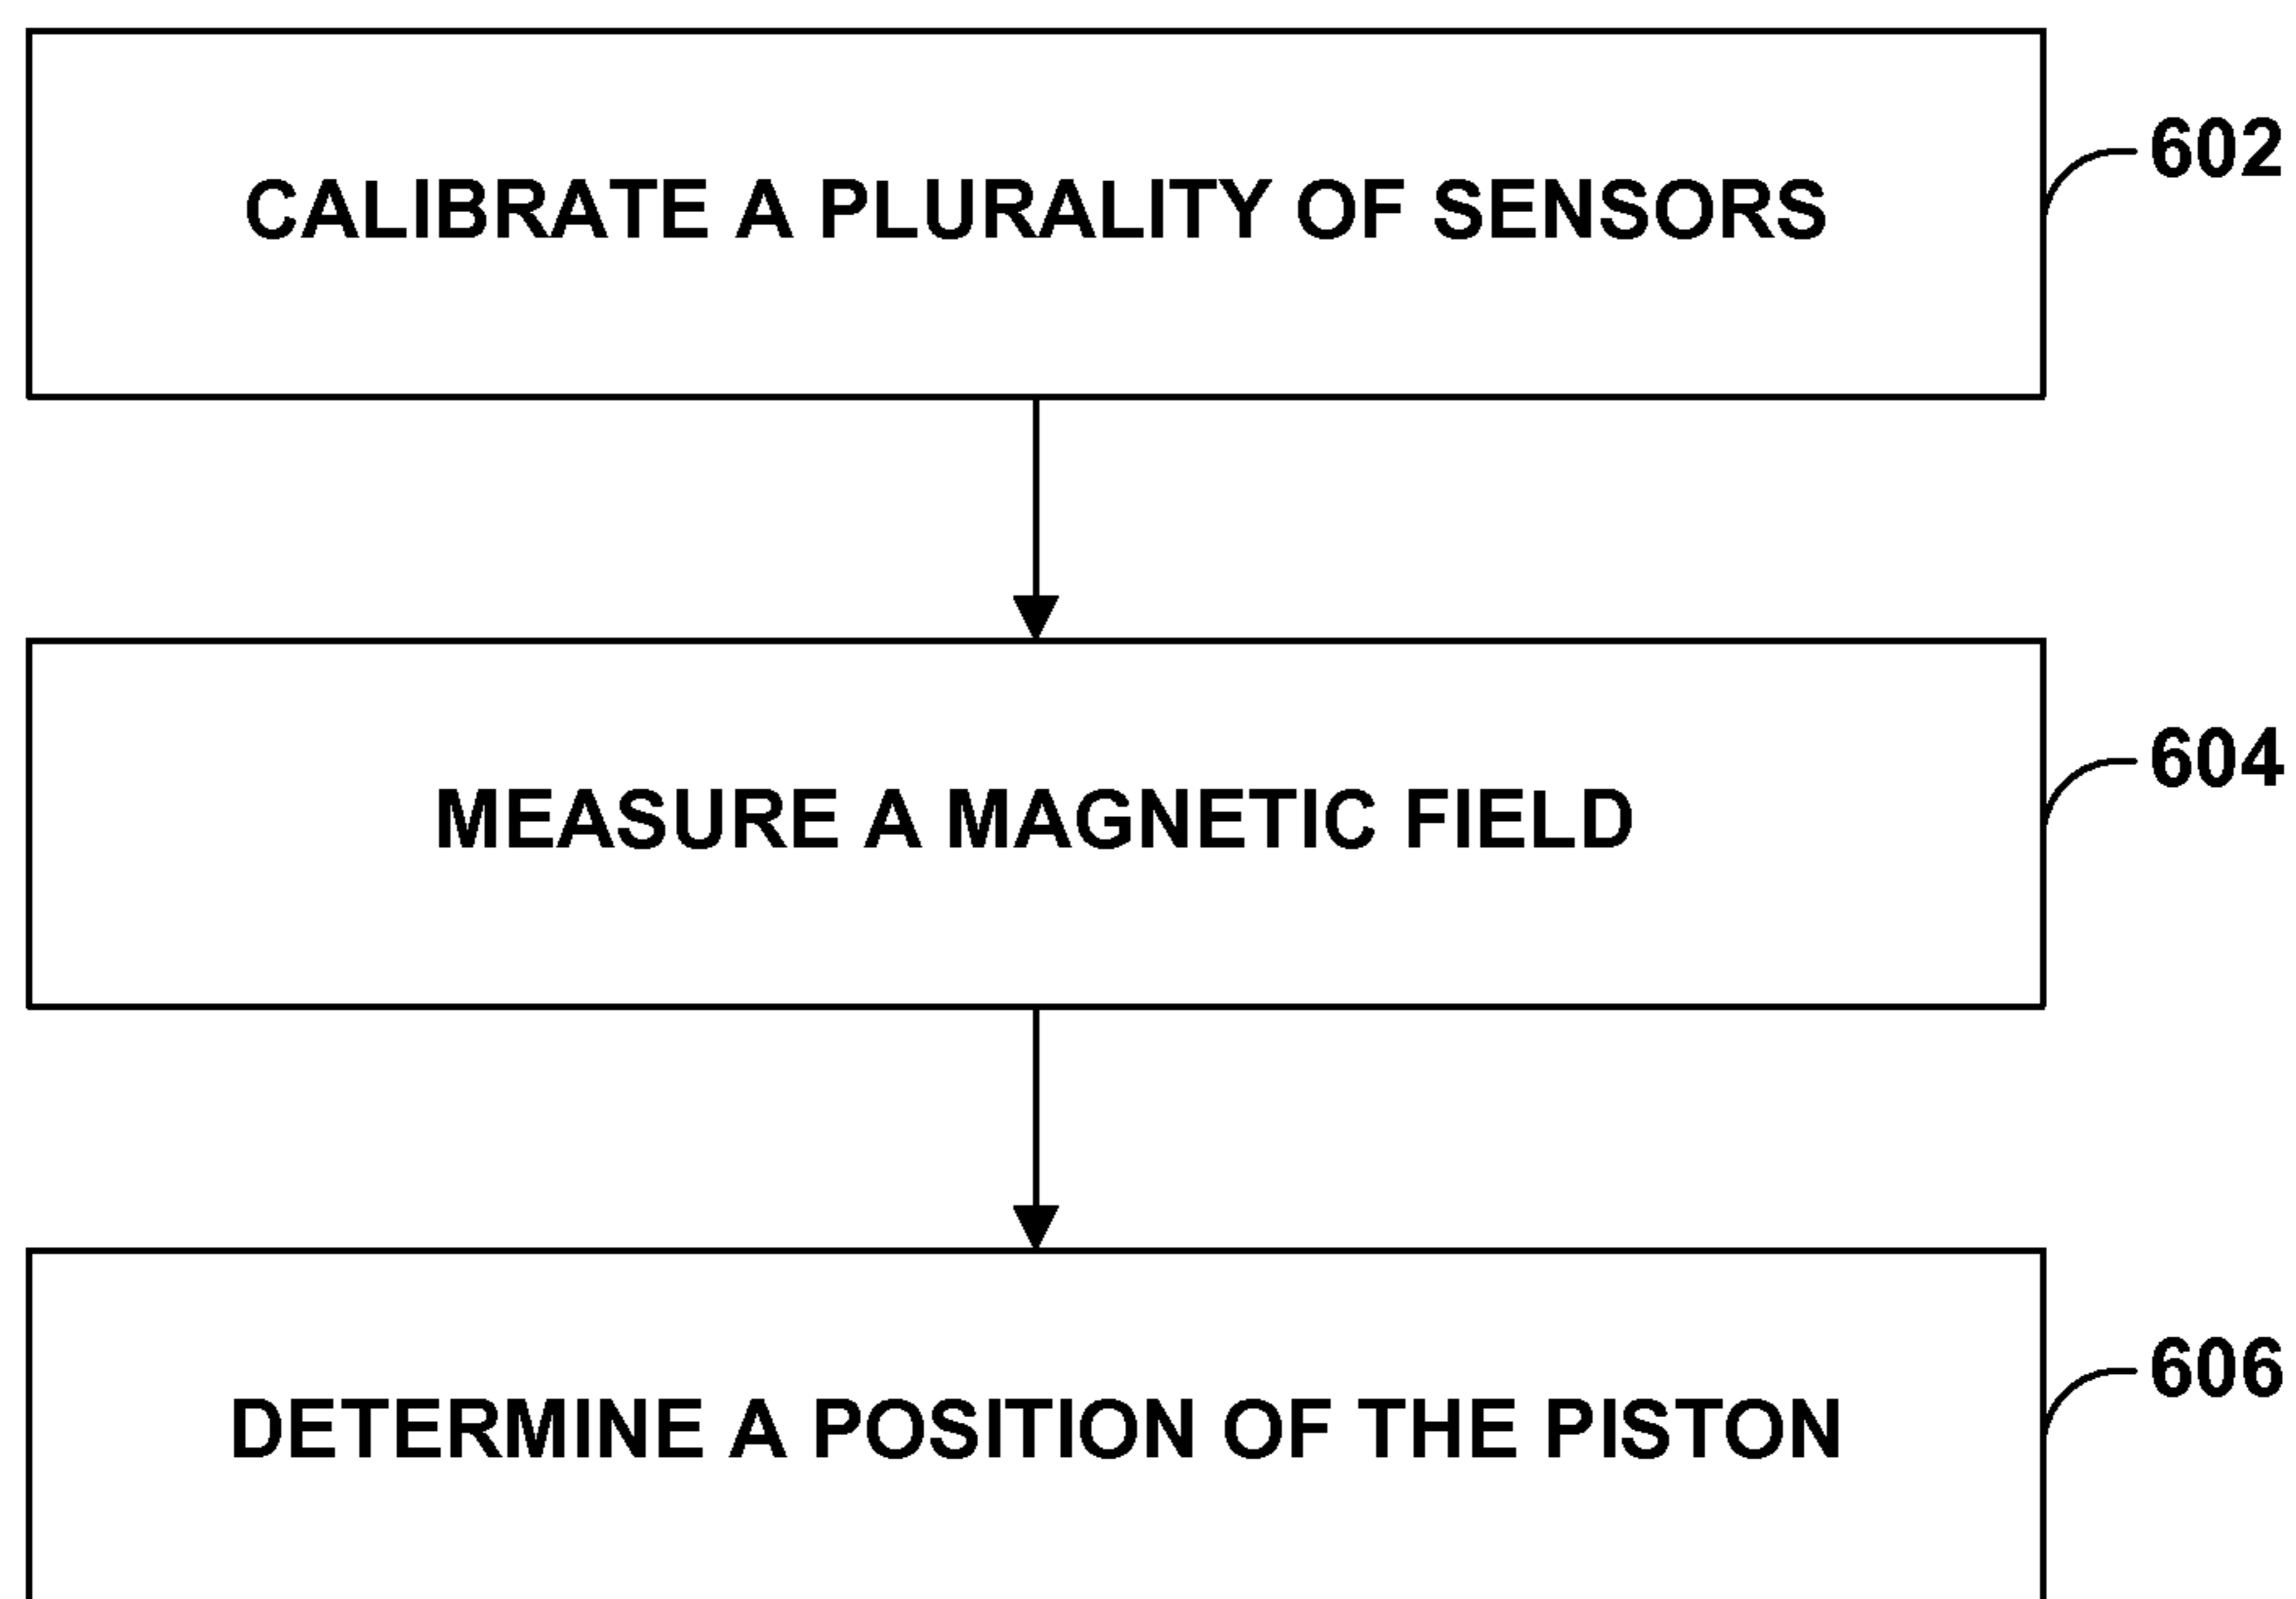 CALIBRATE A PLURALITY OF SENSORS
602
MEASURE A MAGNETIC FIELD
604
DETERMINE A POSITION OF THE PISTON
606